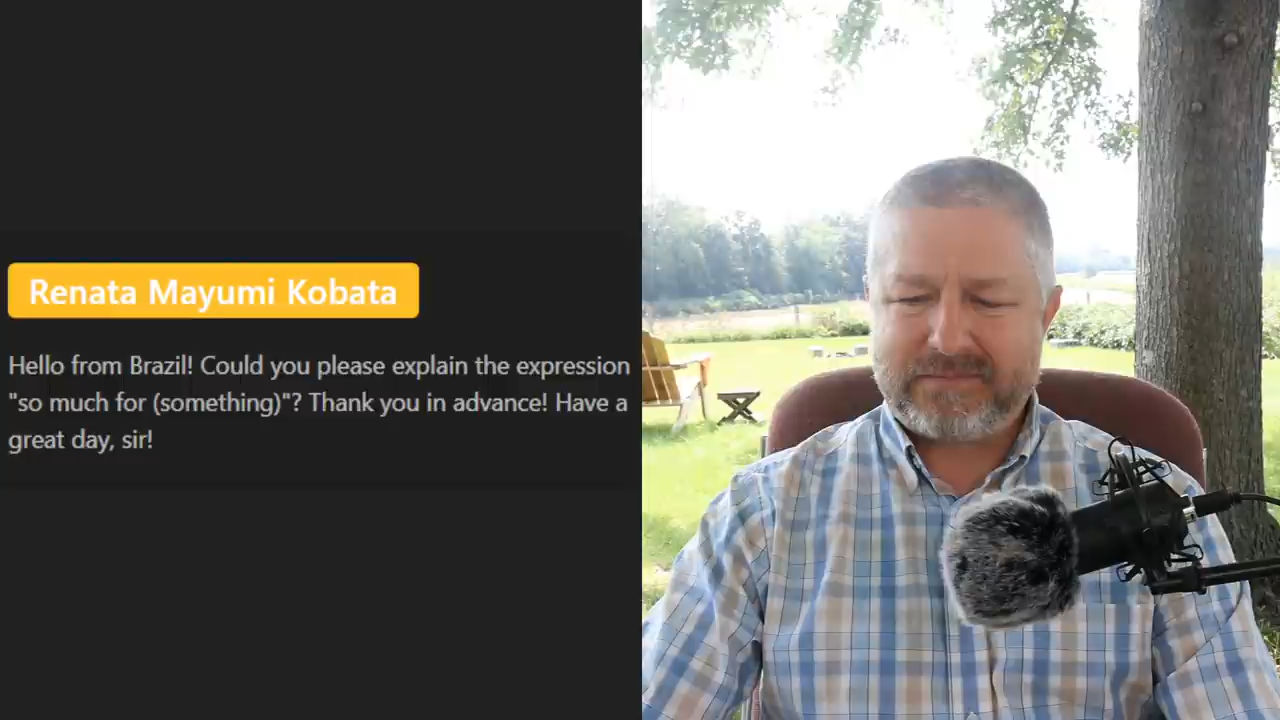 Renata Mayumi Kobata
Hello from Brazil! Could you please explain the expression
"so much for (something)"? Thank you in advance! Have a
great day, sir!